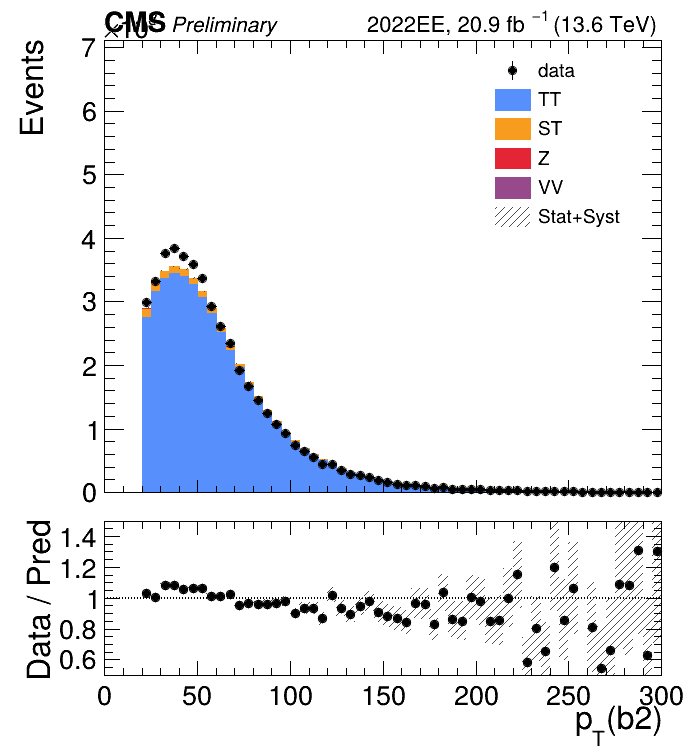 CMS Preliminary 2022EE, 20.9 fb⁻¹ (13.6 TeV)
Events
7
6
5
4
3
2
1
0
data
TT
ST
Z
VV
Stat+Syst
Data / Pred
1.4
1.2
1
0.8
0.6
0 50 100 150 200 250 300
p_T(b2)